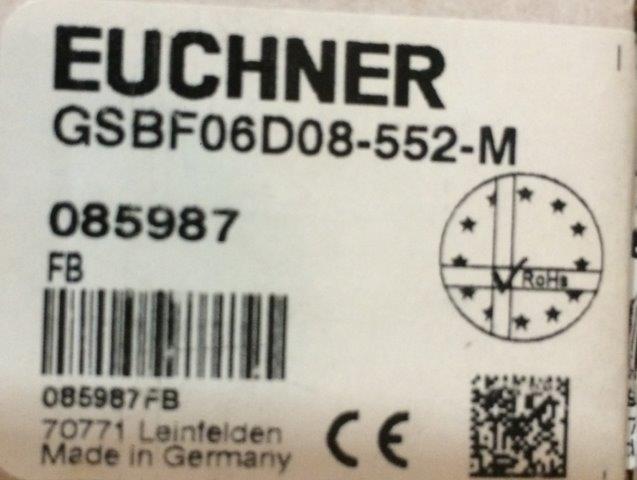 EUCHNER
GSBF06D08-552-M
085987
FB
RoHs
085987FB
70771 Leinfelden
Made in Germany
CE